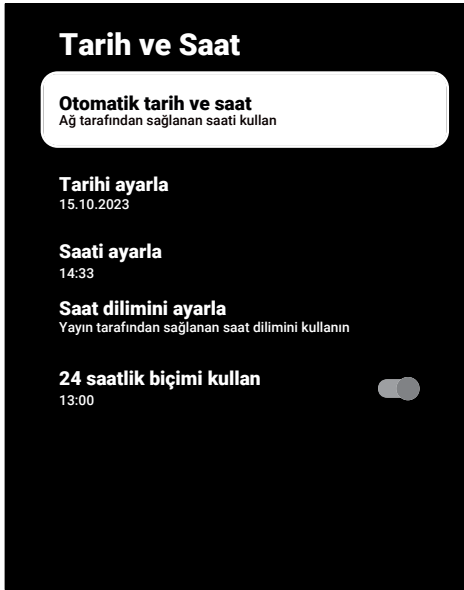 Tarih ve Saat
Otomatik tarih ve saat
Ağ tarafından sağlanan saati kullan
Tarihi ayarla
15.10.2023
Saati ayarla
14:33
Saat dilimini ayarla
Yayın tarafından sağlanan saat dilimini kullanın
24 saatlik biçimi kullan
13:00